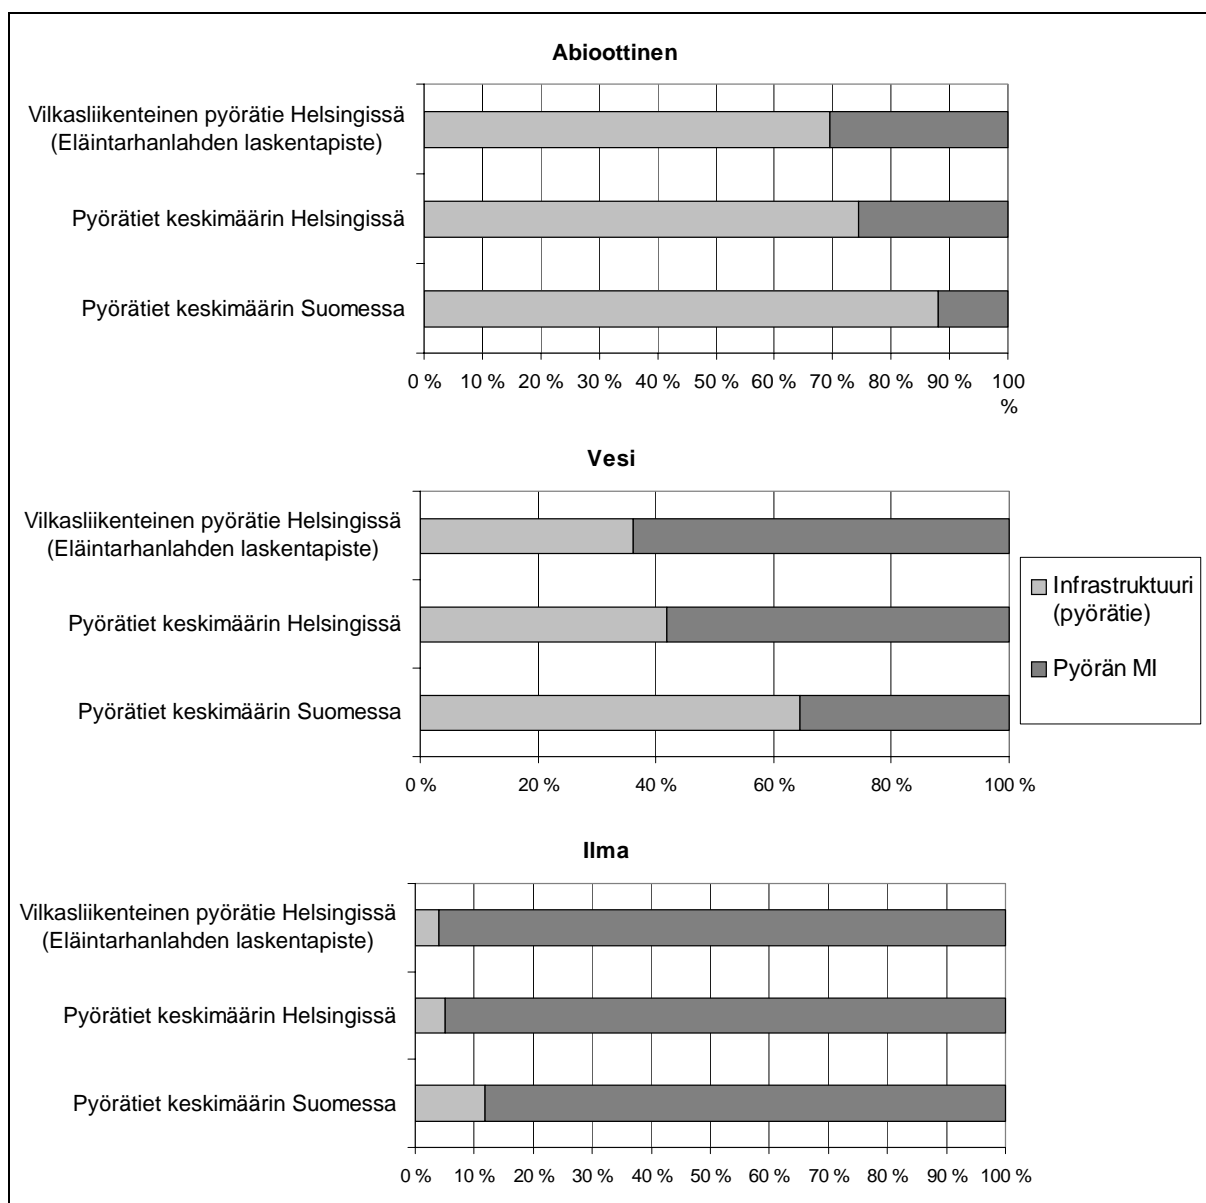 Abioottinen
Vilkasliikenteinen pyörätie Helsingissä
(Eläintarhanlahden laskentapiste)
Pyörätiet keskimäärin Helsingissä
Pyörätiet keskimäärin Suomessa
0 % 10 % 20 % 30 % 40 % 50 % 60 % 70 % 80 % 90 % 100
%
Vesi
Vilkasliikenteinen pyörätie Helsingissä
(Eläintarhanlahden laskentapiste)
Pyörätiet keskimäärin Helsingissä
Pyörätiet keskimäärin Suomessa
0 % 20 % 40 % 60 % 80 % 100 %
Infrastruktuuri
(pyörätie)
Pyörän MI
Ilma
Vilkasliikenteinen pyörätie Helsingissä
(Eläintarhanlahden laskentapiste)
Pyörätiet keskimäärin Helsingissä
Pyörätiet keskimäärin Suomessa
0 % 10 % 20 % 30 % 40 % 50 % 60 % 70 % 80 % 90 % 100 %